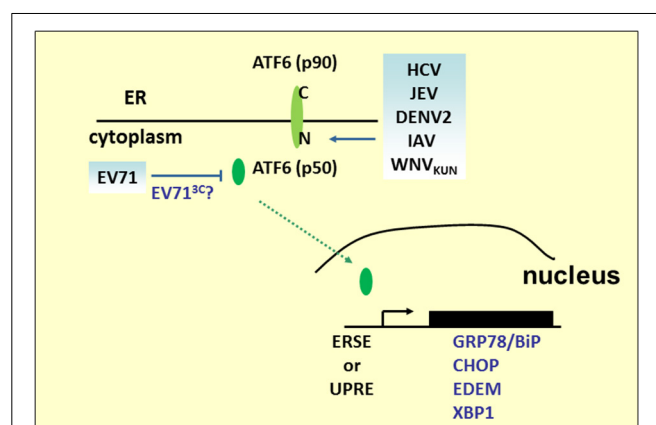 ATF6 (p90)
HCV
JEV
DENV2
IAV
WNVKUN
ER
C
cytoplasm
N
EV71
EV713C?
ATF6 (p50)
nucleus
ERSE
or
UPRE
GRP78/BiP
CHOP
EDEM
XBP1